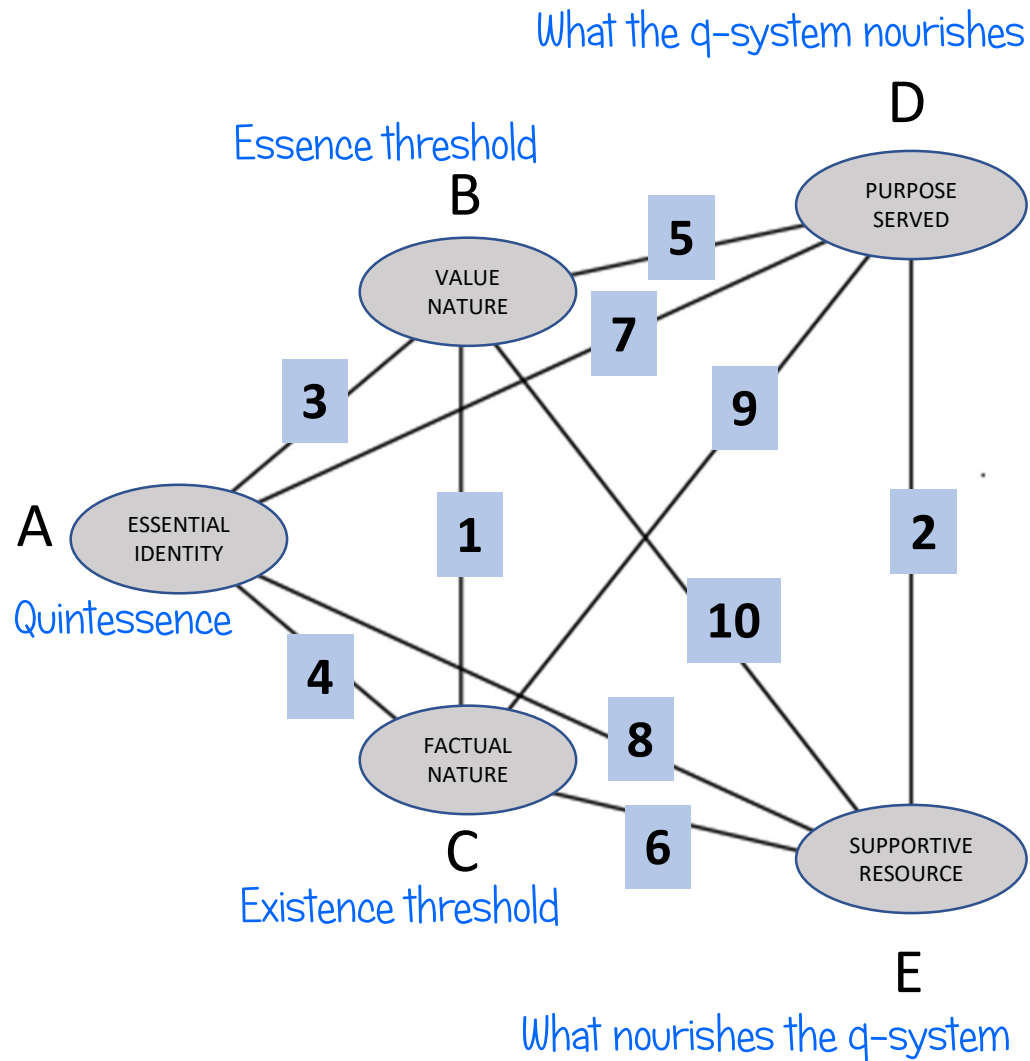 What the q-system nourishes
D
Essence threshold
B
PURPOSE
SERVED
5
VALUE
NATURE
7
3
9
A
ESSENTIAL
IDENTITY
1
2
Quintessence
10
4
8
FACTUAL
NATURE
6
SUPPORTIVE
RESOURCE
C
Existence threshold
E
What nourishes the q-system